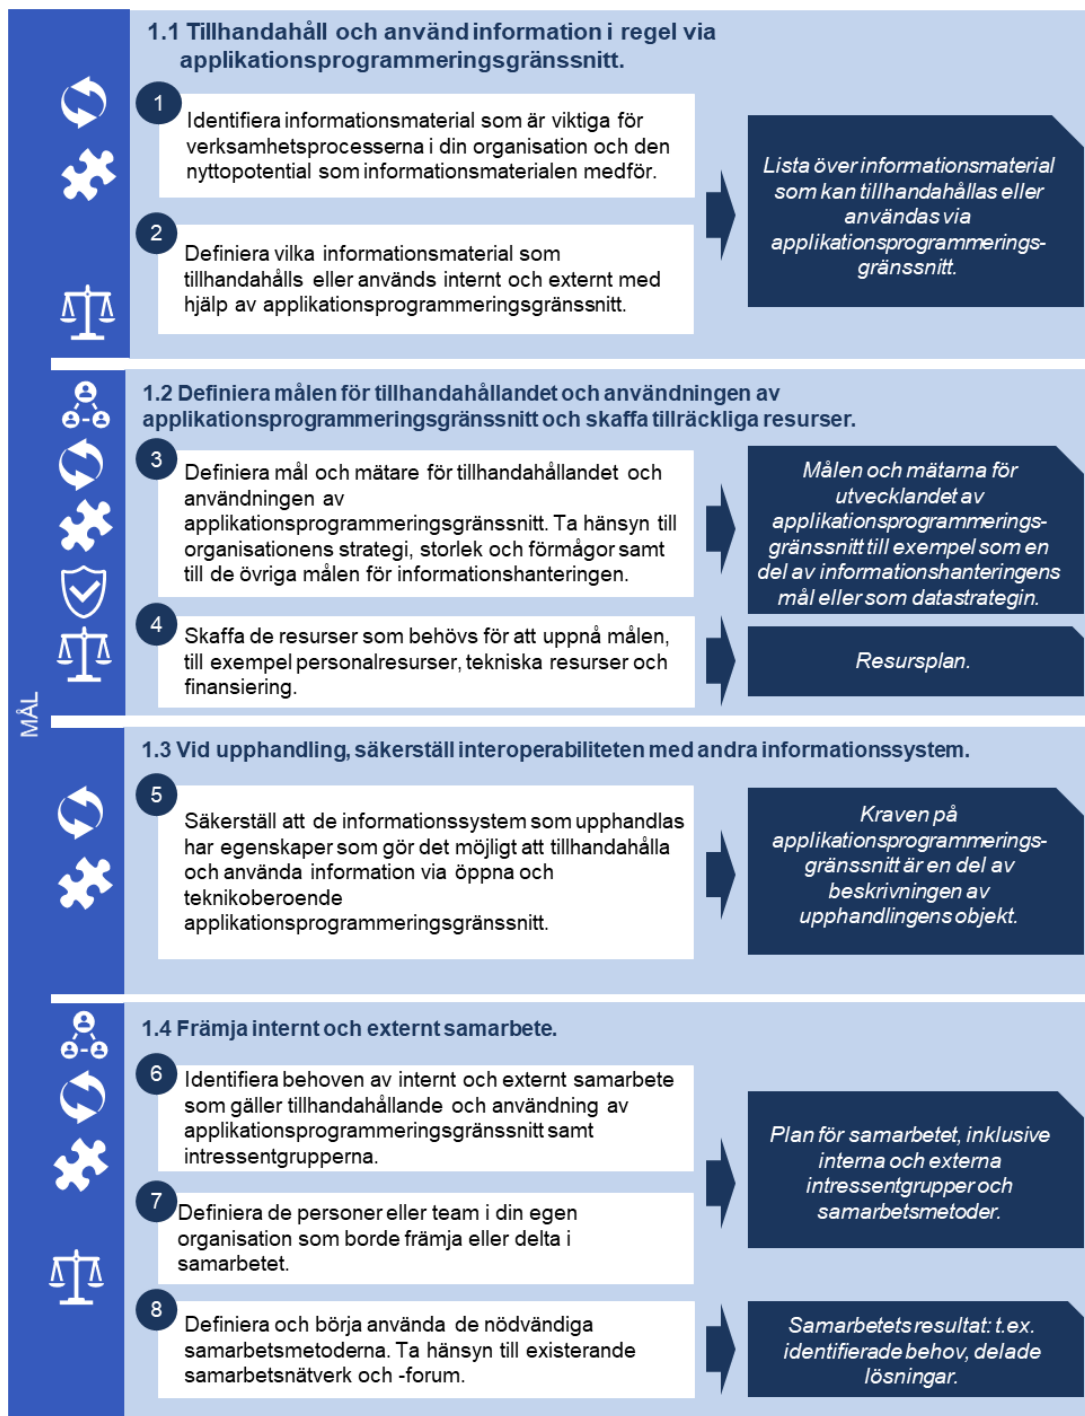 MÅL
1.1 Tillhandahåll och använd information i regel via
applikationsprogrammeringsgränssnitt.
1
Identifiera informationsmaterial som är viktiga för
verksamhetsprocesserna i din organisation och den
nyttopotential som informationsmaterialen medför.
2
Definiera vilka informationsmaterial som
tillhandahålls eller används internt och externt med
hjälp av applikationsprogrammeringsgränssnitt.
Lista över informationsmaterial
som kan tillhandahållas eller
användas via
applikationsprogrammerings-
gränssnitt.
1.2 Definiera målen för tillhandahållandet och användningen av
applikationsprogrammeringsgränssnitt och skaffa tillräckliga resurser.
3
Definiera mål och mätare för tillhandahållandet och
användningen av
applikationsprogrammeringsgränssnitt. Ta hänsyn till
organisationens strategi, storlek och förmågor samt
till de övriga målen för informationshanteringen.
Målen och mätarna för
utvecklandet av
applikationsprogrammerings-
gränssnitt till exempel som en
del av informationshanteringens
mål eller som datastrategin.
4
Skaffa de resurser som behövs för att uppnå målen,
till exempel personalresurser, tekniska resurser och
finansiering.
Resursplan.
1.3 Vid upphandling, säkerställ interoperabiliteten med andra informationssystem.
5
Säkerställ att de informationssystem som upphandlas
har egenskaper som gör det möjligt att tillhandahålla
och använda information via öppna och
teknikoberoende
applikationsprogrammeringsgränssnitt.
Kraven på
applikationsprogrammerings-
gränssnitt är en del av
beskrivningen av
upphandlingens objekt.
1.4 Främja internt och externt samarbete.
6
Identifiera behoven av internt och externt samarbete
som gäller tillhandahållande och användning av
applikationsprogrammeringsgränssnitt samt
intressentgrupperna.
7
Definiera de personer eller team i din egen
organisation som borde främja eller delta i
samarbetet.
Plan för samarbetet, inklusive
interna och externa
intressentgrupper och
samarbetsmetoder.
8
Definiera och börja använda de nödvändiga
samarbetsmetoderna. Ta hänsyn till existerande
samarbetsnätverk och -forum.
Samarbetets resultat: t.ex.
identifierade behov, delade
lösningar.